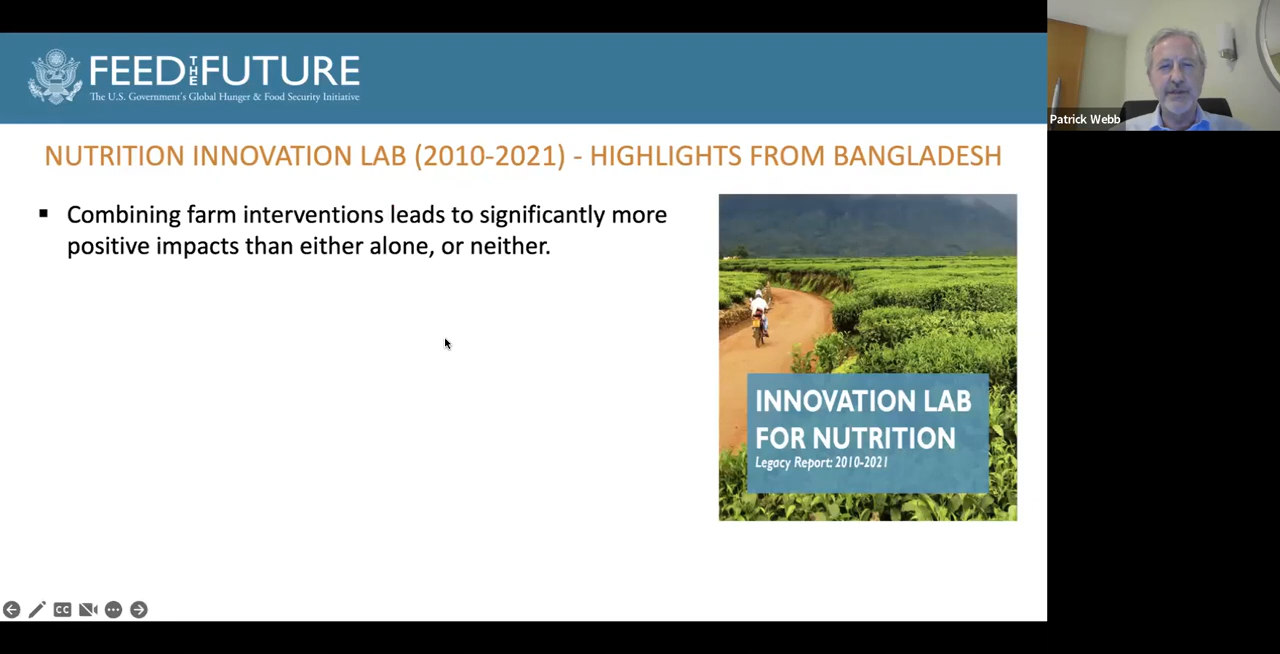 FEED THE FUTURE
The U.S. Government's Global Hunger & Food Security Initiative
Patrick Webb
NUTRITION INNOVATION LAB (2010-2021) - HIGHLIGHTS FROM BANGLADESH
▪ Combining farm interventions leads to significantly more
positive impacts than either alone, or neither.
INNOVATION LAB
FOR NUTRITION
Legacy Report: 2010-2021
CC